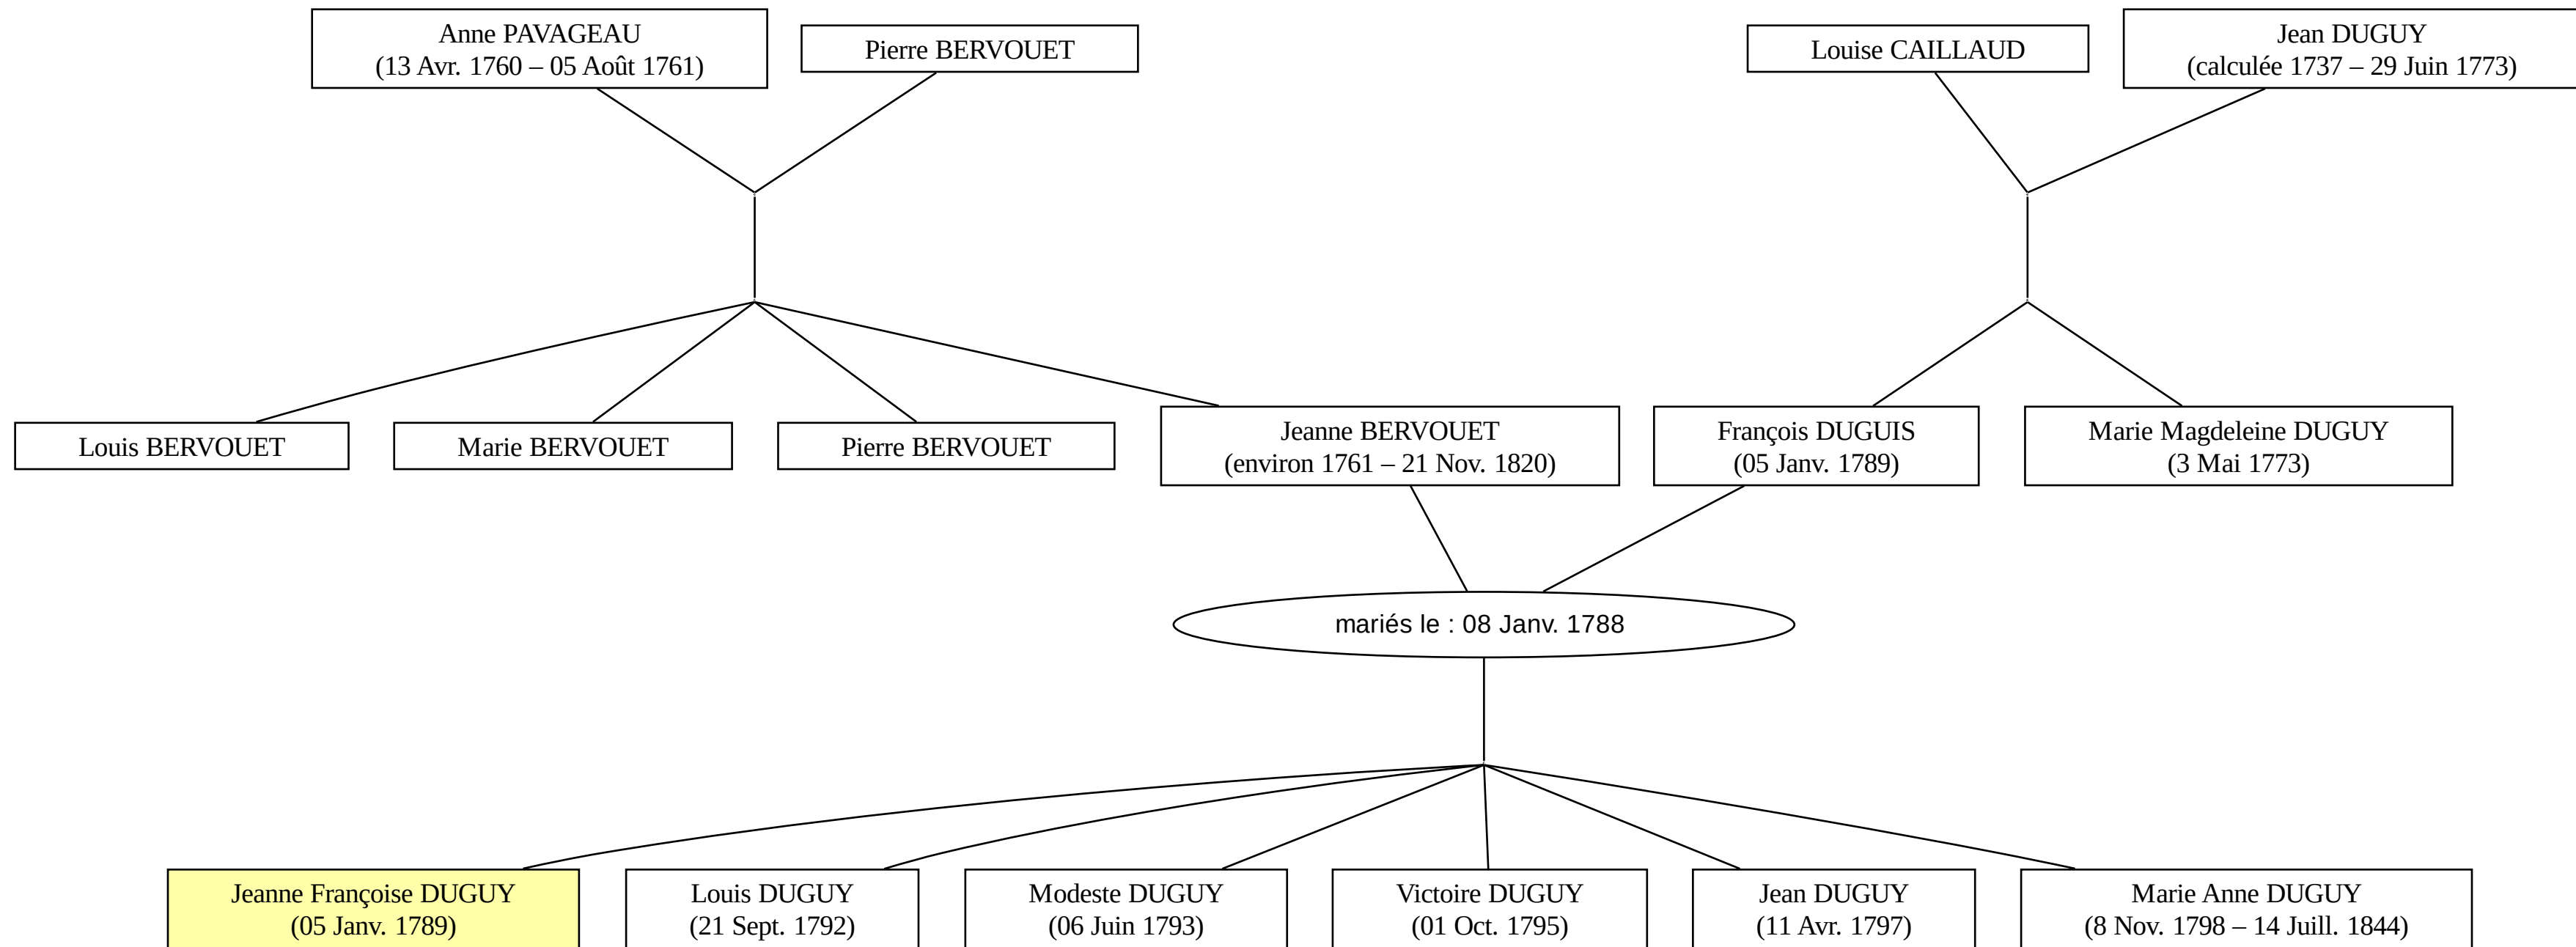 Anne PAVAGEAU
(13 Avr. 1760 – 05 Août 1761)
Pierre BERVOUET
Louise CAILLAUD
Jean DUGUY
(calculée 1737 – 29 Juin 1773)
Louis BERVOUET
Marie BERVOUET
Pierre BERVOUET
Jeanne BERVOUET
(environ 1761 – 21 Nov. 1820)
François DUGUIS
(05 Janv. 1789)
Marie Magdeleine DUGUY
(3 Mai 1773)
mariés le : 08 Janv. 1788
Jeanne Françoise DUGUY
(05 Janv. 1789)
Louis DUGUY
(21 Sept. 1792)
Modeste DUGUY
(06 Juin 1793)
Victoire DUGUY
(01 Oct. 1795)
Jean DUGUY
(11 Avr. 1797)
Marie Anne DUGUY
(8 Nov. 1798 – 14 Juill. 1844)